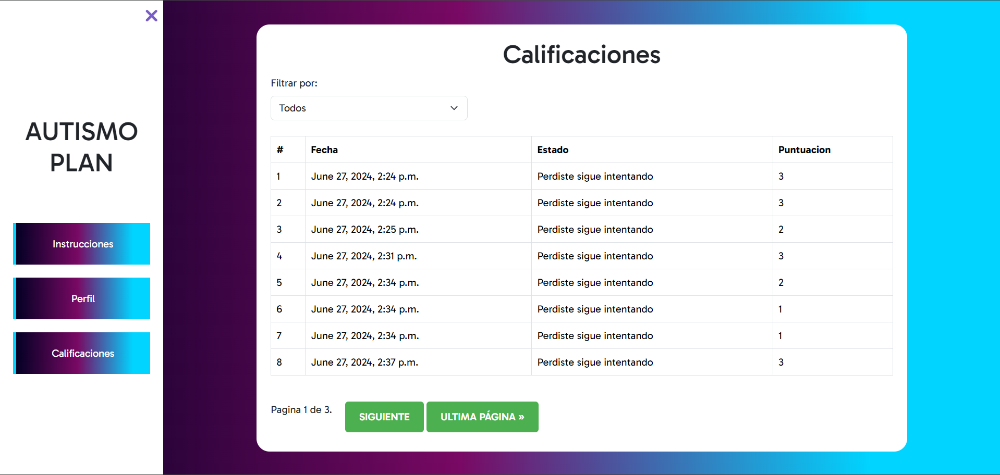 AUTISMO
PLAN
Instrucciones
Perfil
Calificaciones
Calificaciones
Filtrar por:
Todos
# Fecha Estado Puntuacion
1 June 27, 2024, 2:24 p.m. Perdiste sigue intentando 3
2 June 27, 2024, 2:24 p.m. Perdiste sigue intentando 3
3 June 27, 2024, 2:25 p.m. Perdiste sigue intentando 2
4 June 27, 2024, 2:31 p.m. Perdiste sigue intentando 3
5 June 27, 2024, 2:34 p.m. Perdiste sigue intentando 2
6 June 27, 2024, 2:34 p.m. Perdiste sigue intentando 1
7 June 27, 2024, 2:34 p.m. Perdiste sigue intentando 1
8 June 27, 2024, 2:37 p.m. Perdiste sigue intentando 3
Pagina 1 de 3. SIGUIENTE ULTIMA PÁGINA »